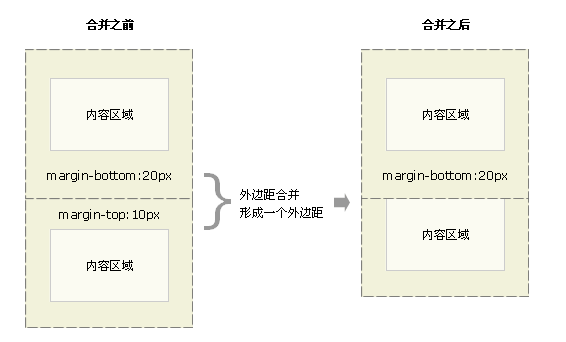 合并之前
内容区域
margin-bottom:20px
margin-top:10px
内容区域
外边距合并
形成一个外边距
合并之后
内容区域
margin-bottom:20px
内容区域